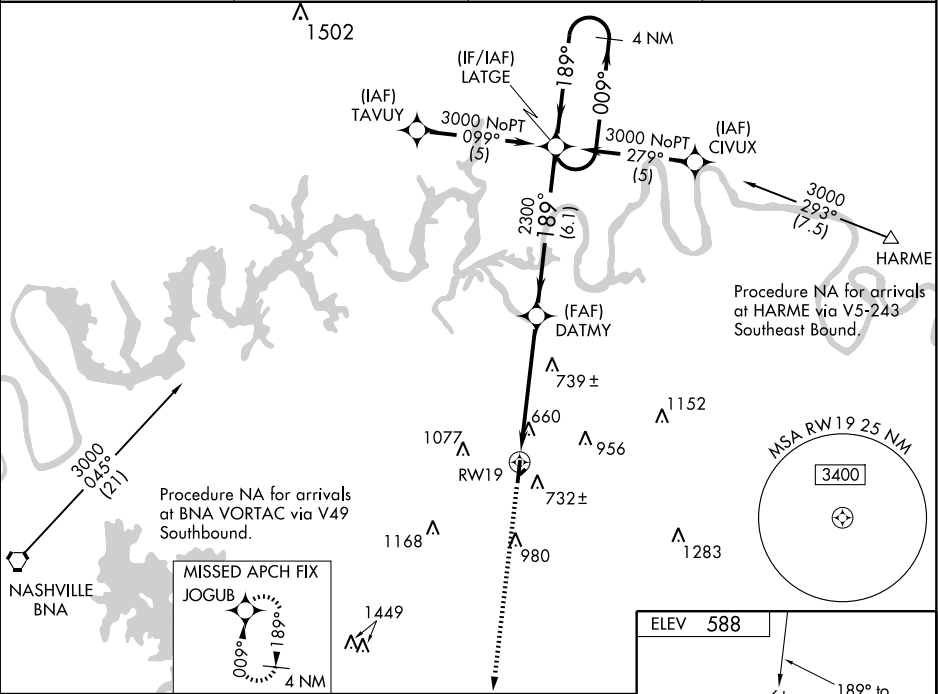 1502
4 NM
(IF/IAF)
LATGE
189°
009°
(IAF)
TAVUY
3000 NoPT
099°
(5)
3000 NoPT
279°
(5)
(IAF)
CIVUX
3000
293°
(7.5)
HARME
2300
189°
(6.1)
Procedure NA for arrivals
at HARME via V5-243
Southeast Bound.
(FAF)
DATMY
739 ±
1152
660
956
1077
RW19
732 ±
MSA RW19 25 NM
3400
3000
045°
(21)
Procedure NA for arrivals
at BNA VORTAC via V49
Southbound.
1168
980
1283
NASHVILLE
BNA
MISSED APCH FIX
JOGUB
009°
189°
4 NM
1449
ELEV 588
189° to